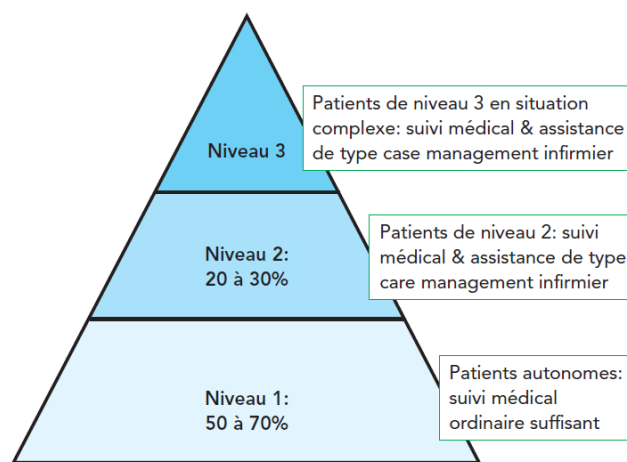 Niveau 3
Patients de niveau 3 en situation
complexe: suivi médical & assistance
de type case management infirmier
Niveau 2:
20 à 30%
Patients de niveau 2: suivi
médical & assistance de type
care management infirmier
Niveau 1:
50 à 70%
Patients autonomes:
suivi médical
ordinaire suffisant